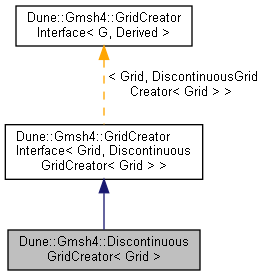 Dune::Gmsh4::GridCreator
Interface< G, Derived >
< Grid, DiscontinuousGrid
Creator< Grid > >
Dune::Gmsh4::GridCreator
Interface< Grid, Discontinuous
GridCreator< Grid > >
Dune::Gmsh4::Discontinuous
GridCreator< Grid >